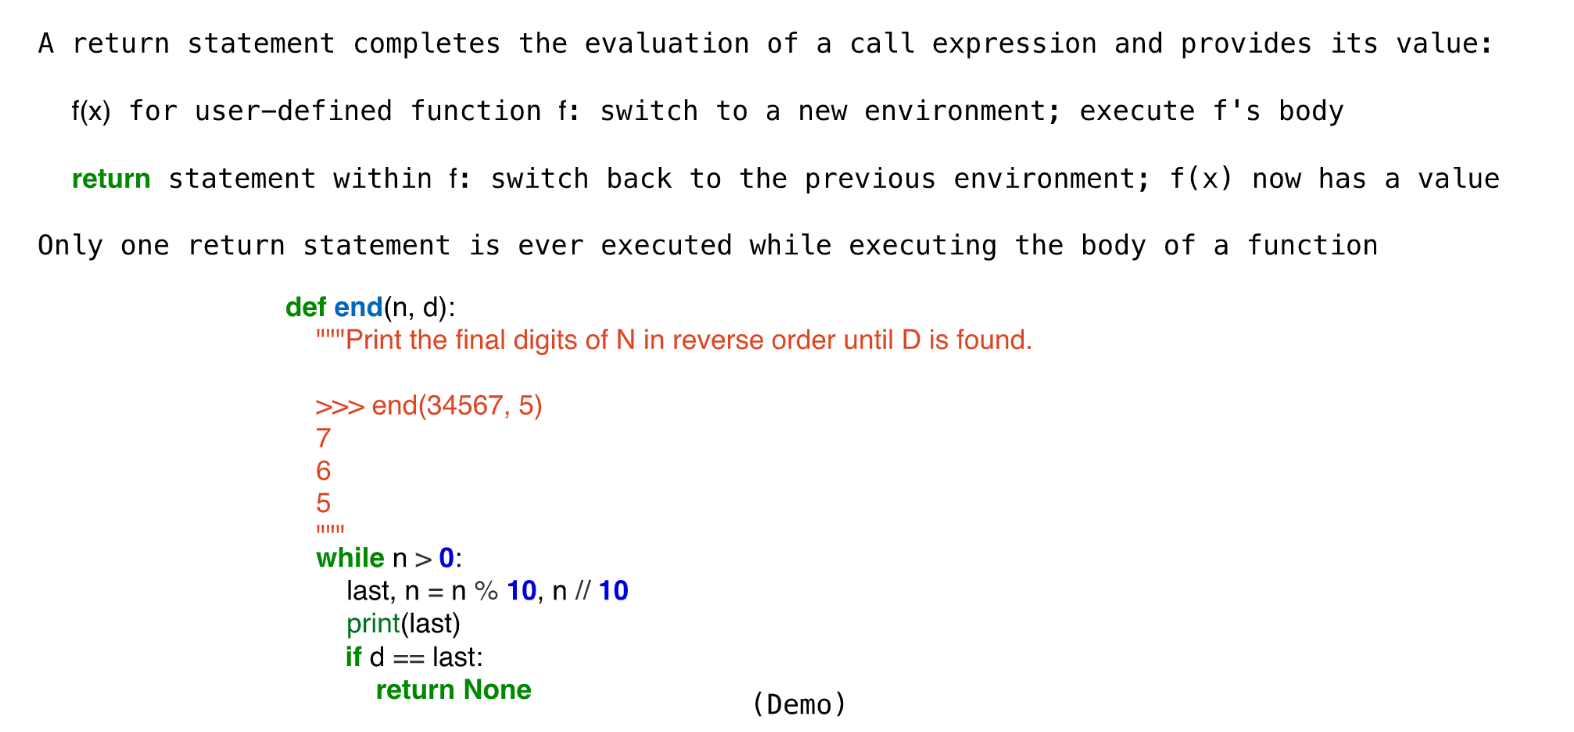 A return statement completes the evaluation of a call expression and provides its value:
f(x) for user–defined function f: switch to a new environment; execute f's body
return statement within f: switch back to the previous environment; f(x) now has a value
Only one return statement is ever executed while executing the body of a function
def end(n, d):
"""Print the final digits of N in reverse order until D is found.
>>> end(34567, 5)
7
6
5
"""
while n > 0:
last, n = n % 10, n // 10
print(last)
if d == last:
return None
(Demo)